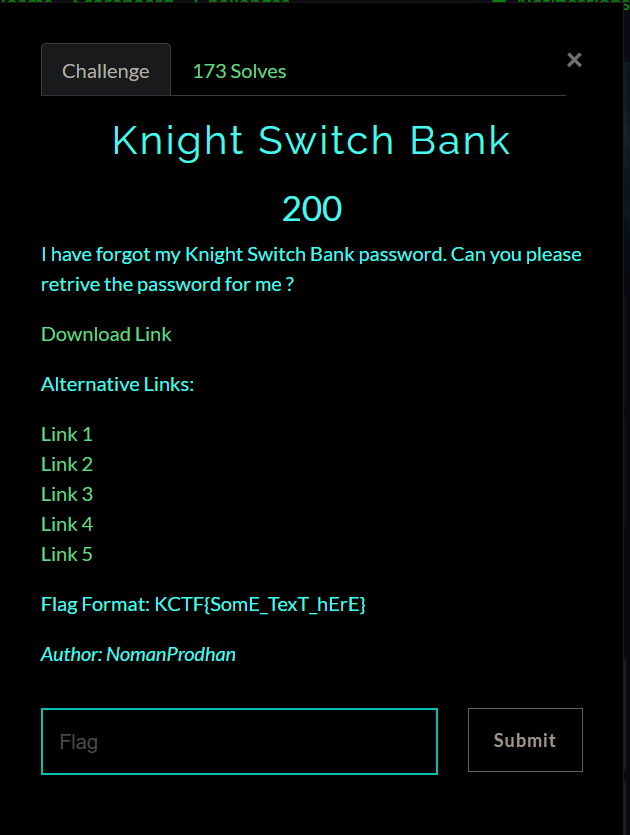 Challenge
173 Solves
×
Knight Switch Bank
200
I have forgot my Knight Switch Bank password. Can you please
retrive the password for me ?
Download Link
Alternative Links:
Link 1
Link 2
Link 3
Link 4
Link 5
Flag Format: KCTF{SomE_TexT_hErE}
Author: NomanProdhan
Flag
Submit